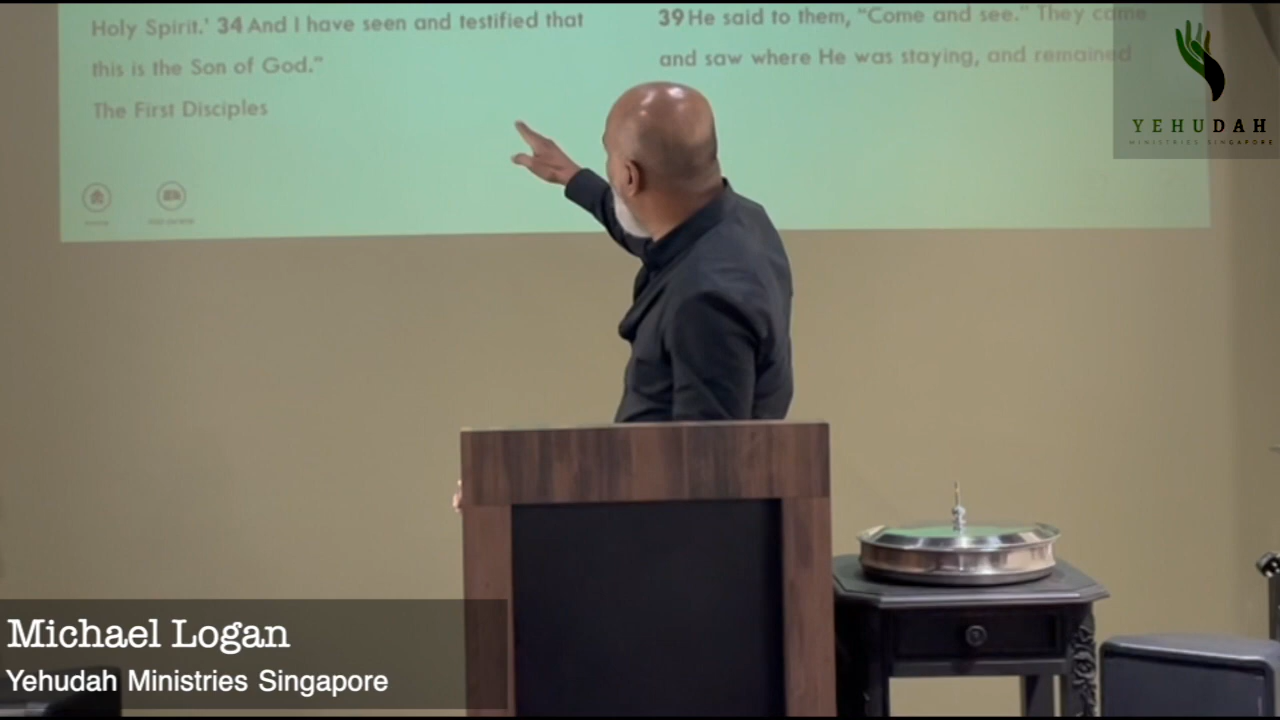 Holy Spirit.' 34 And I have seen and testified that
this is the Son of God."
The First Disciples
39 He said to them, "Come and see." They came
and saw where He was staying, and remained
YEHUDAH
MINISTRIES SINGAPORE
Michael Logan
Yehudah Ministries Singapore